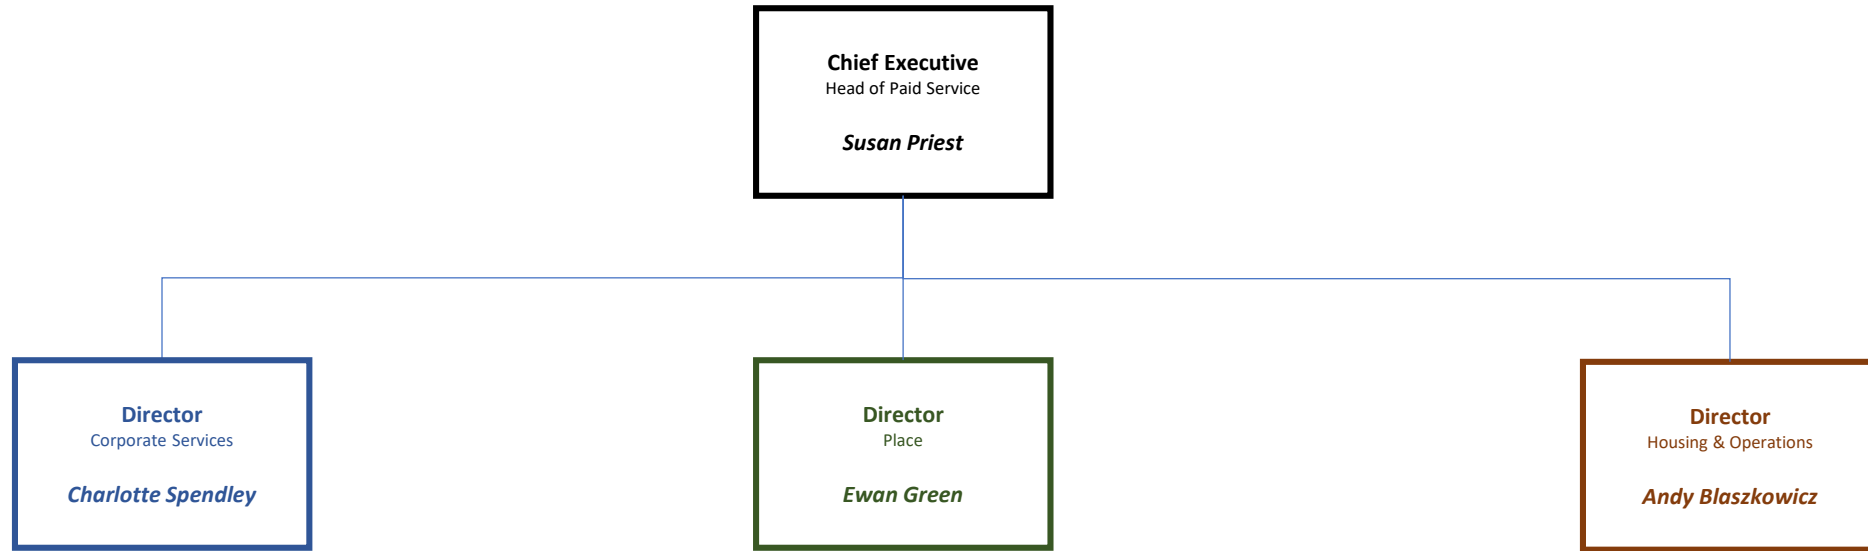 Chief Executive
Head of Paid Service
Susan Priest
Director
Corporate Services
Charlotte Spendley
Director
Place
Ewan Green
Director
Housing & Operations
Andy Blaszkowicz